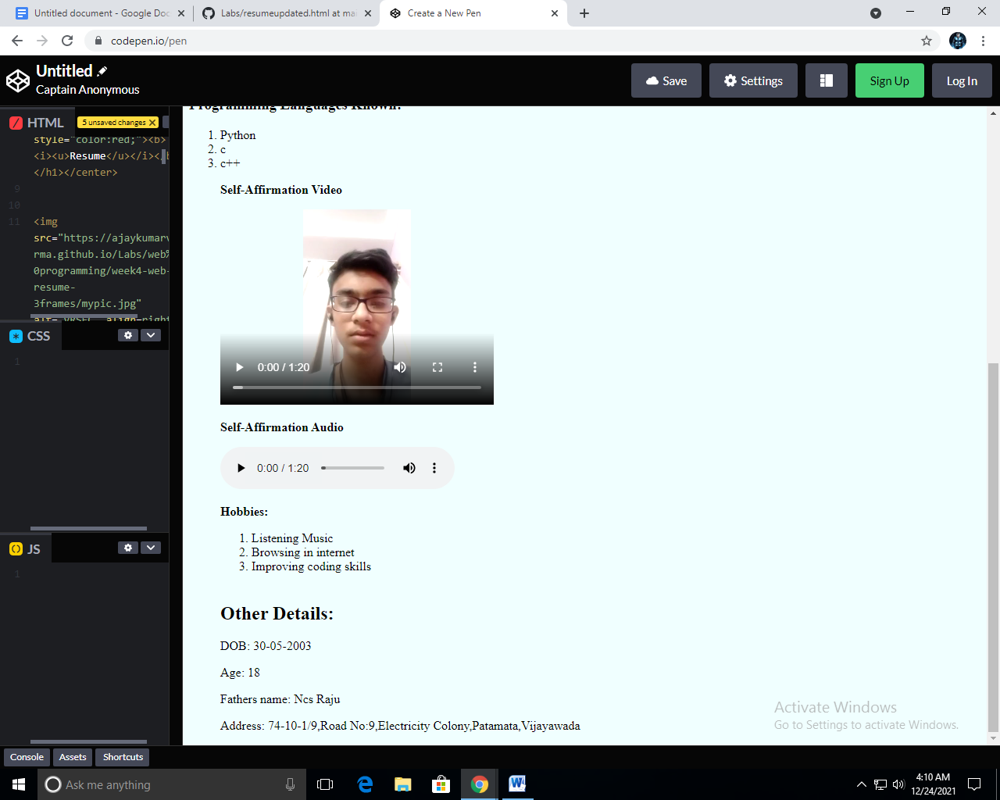 Untitled document - Google Doc
Labs/resumeupdated.html at mai
Create a New Pen
codepen.io/pen
Untitled
Captain Anonymous
Save
Settings
Sign Up
Log In
HTML
5 unsaved changes
style="color:red;"><b>
<i><u>Resume</u></i></b
</h1></center>
9
10
11 <img
src="https://ajaykumarv
rma.github.io/Labs/web%
0programming/week4-web-
resume-
3frames/mypic.jpg"
alt="VRSEC" align=right
CSS
1
JS
1
Programming Languages Known:
1. Python
2. c
3. c++
Self-Affirmation Video
0:00 / 1:20
Self-Affirmation Audio
0:00 / 1:20
Hobbies:
1. Listening Music
2. Browsing in internet
3. Improving coding skills
Other Details:
DOB: 30-05-2003
Age: 18
Fathers name: Ncs Raju
Address: 74-10-1/9,Road No:9,Electricity Colony,Patamata,Vijayawada
Activate Windows
Go to Settings to activate Windows.
Console
Assets
Shortcuts
Ask me anything
4:10 AM
12/24/2021